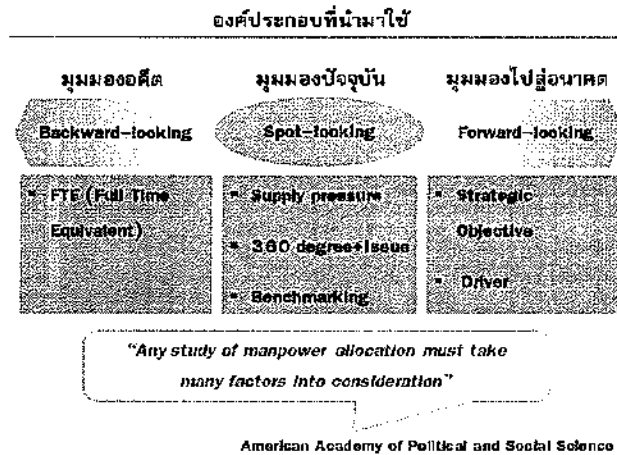 องค์ประกอบที่นำมาใช้
มุมมองอดีต
Backward-looking
▪ FTE (Full Time
Equivalent)
มุมมองปัจจุบัน
Spot-looking
▪ Supply pressure
▪ 360 degree+Issue
▪ Benchmarking
มุมมองไปสู่อนาคต
Forward-looking
▪ Strategic
Objective
▪ Driver
"Any study of manpower allocation must take
many factors into consideration"
American Academy of Political and Social Science